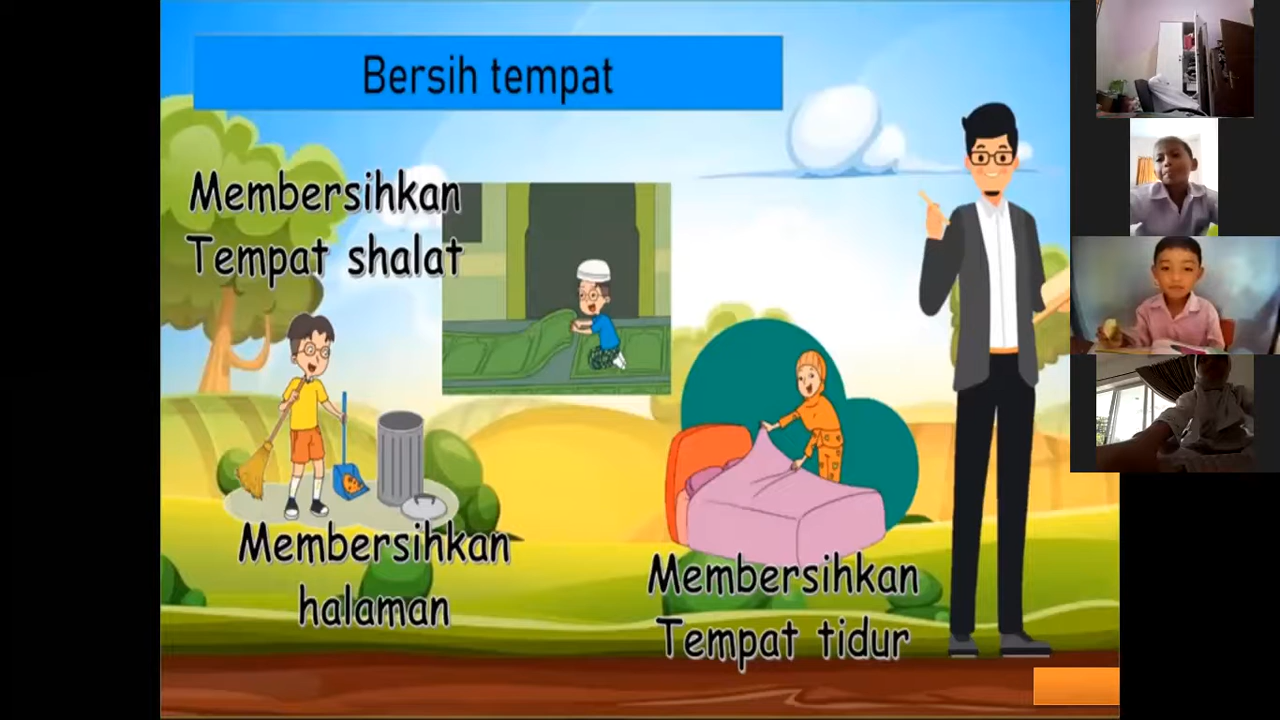 Bersih tempat
Membersihkan
Tempat shalat
Membersihkan
halaman
Membersihkan
Tempat tidur